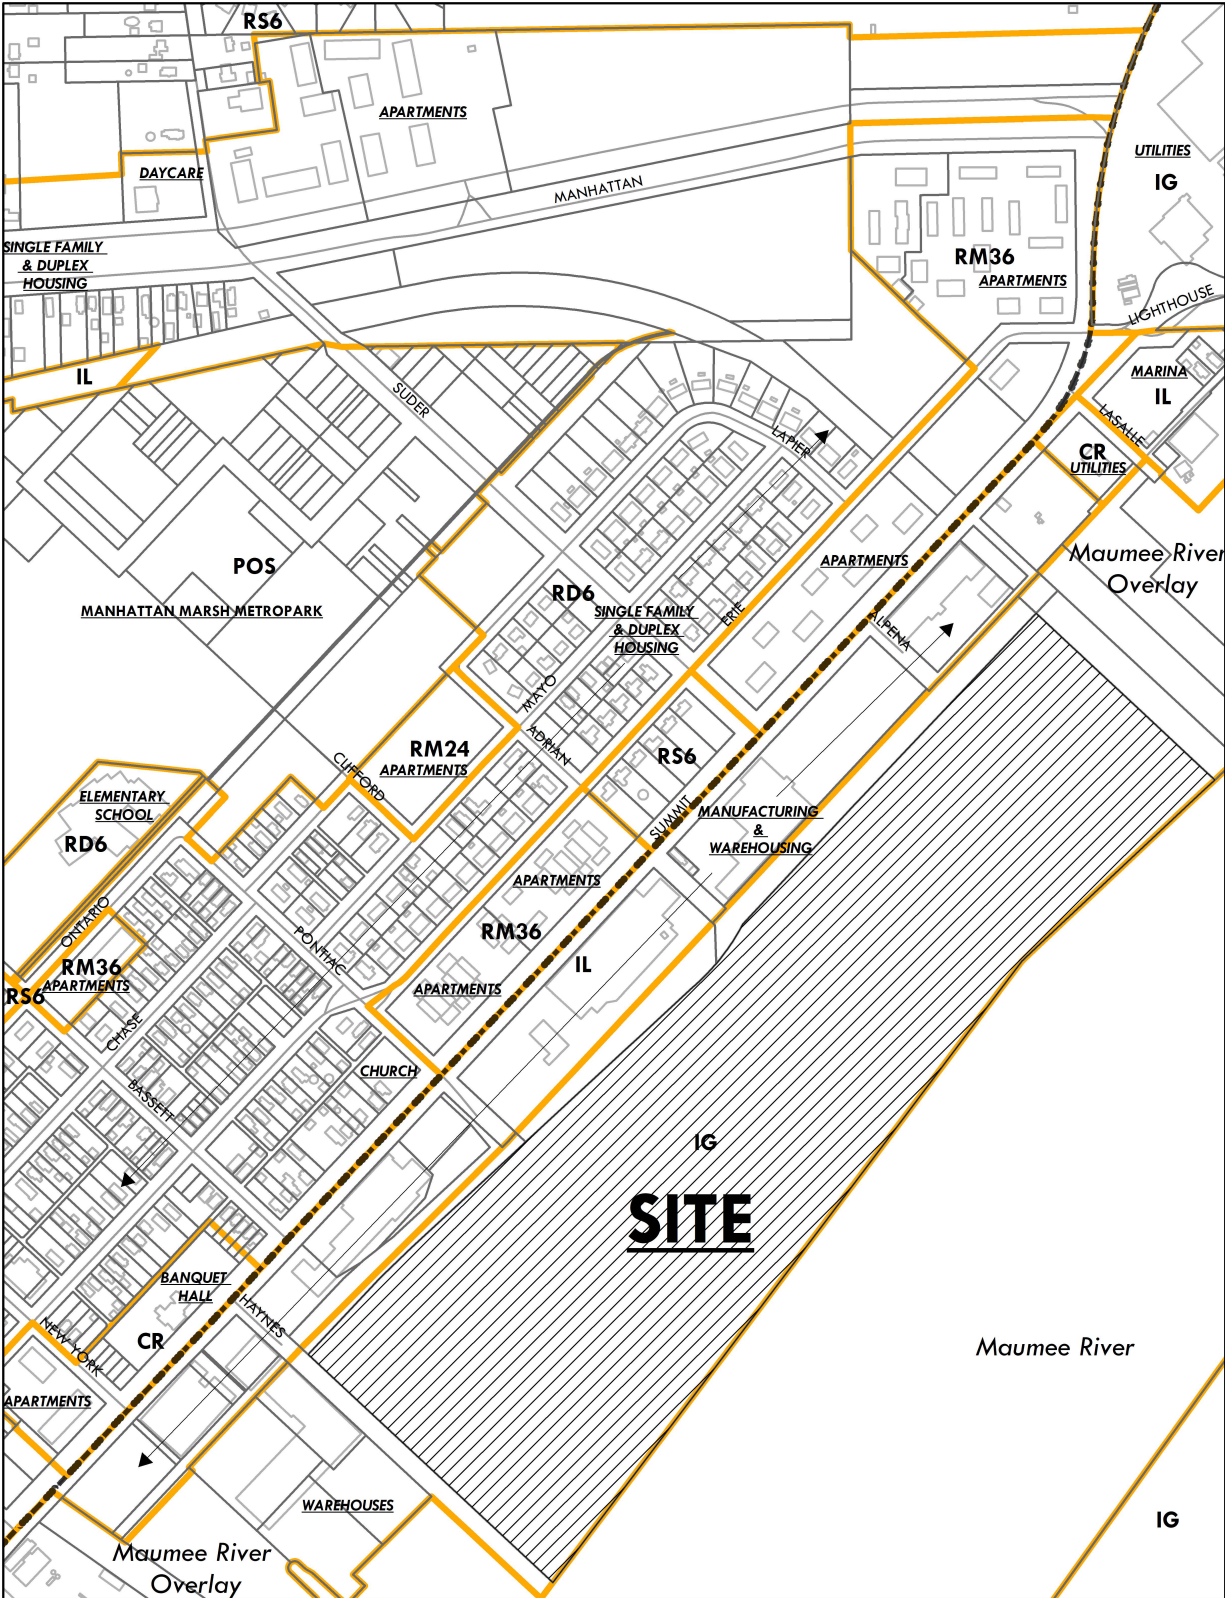 RS6
APARTMENTS
UTILITIES
IG
DAYCARE
MANHATTAN
SINGLE FAMILY
& DUPLEX
HOUSING
RM36
APARTMENTS
LIGHTHOUSE
IL
SUDER
MARINA
IL
LASALLE
LAPIER
CR
UTILITIES
POS
MANHATTAN MARSH METROPARK
Maumee River
Overlay
APARTMENTS
RD6
SINGLE FAMILY
& DUPLEX
HOUSING
ERIE
ALPENA
MAYO
ADRIAN
RM24
APARTMENTS
CLIFFORD
RS6
SUMMIT
MANUFACTURING
&
WAREHOUSING
ELEMENTARY
SCHOOL
RD6
APARTMENTS
ONTARIO
PONTIAC
RM36
IL
RM36
APARTMENTS
RS6
APARTMENTS
CHASE
CHURCH
BASSETT
IG
SITE
BANQUET
HALL
HAYNES
CR
NEW YORK
Maumee River
APARTMENTS
WAREHOUSES
IG
Maumee River
Overlay